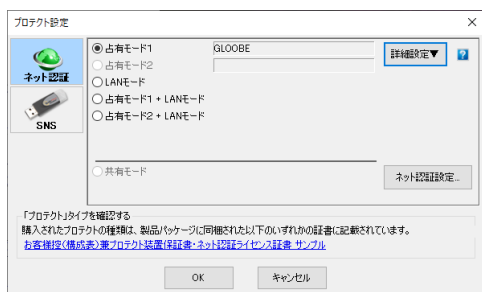 プロテクト設定
ネット認証
SNS
占有モード1 GLOOBE
占有モード2
LANモード
占有モード1 + LANモード
占有モード2 + LANモード
共有モード
詳細設定▼
ネット認証設定...
「プロテクト」タイプを確認する
購入されたプロテクトの種類は、製品パッケージに同梱された以下のいずれかの証書に記載されています。
お客様控(構成表)兼プロテクト装置保証書・ネット認証ライセンス証書 サンプル
OK キャンセル